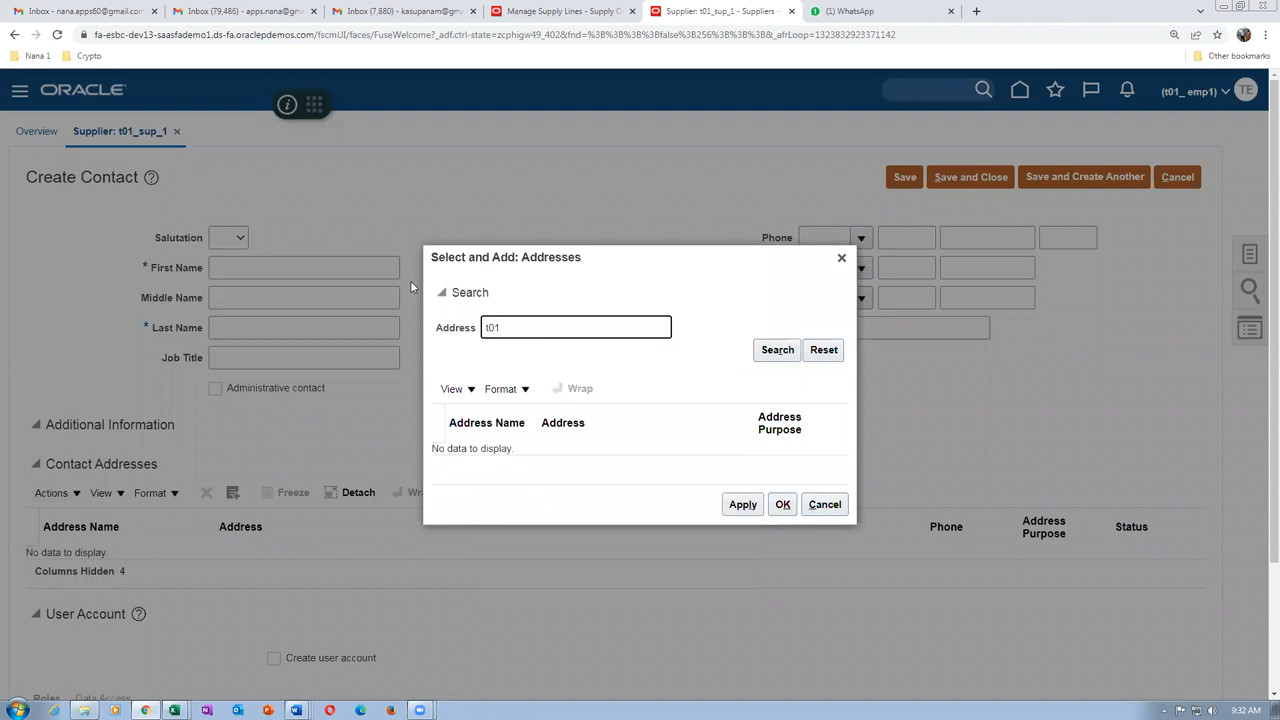 Inbox - nana.apps60@gmail.com
Inbox (79,486) - apps.nana@gm
Inbox (7,880) - kasupanam@gm
Manage Supply Lines - Supply C
Supplier: t01_sup_1 - Suppliers -
(1) WhatsApp
fa-esbc-dev13-saasfademo1.ds-fa.oraclepdemos.com/fscmUI/faces/FuseWelcome?_adf.ctrl-state=zcphigw49_402&fnd=%3B%3B%3B%3Bfalse%3B256%3B%3B%3B&_afrLoop=1323832923371142
Nana 1
Crypto
Other bookmarks
ORACLE
(t01_ emp1)
TE
Overview
Supplier: t01_sup_1
Create Contact
Save
Save and Close
Save and Create Another
Cancel
Salutation
Phone
* First Name
Middle Name
* Last Name
Job Title
Administrative contact
Select and Add: Addresses
Search
Address t01
Search
Reset
View
Format
Wrap
Address Name
Address
Address Purpose
No data to display.
Apply
OK
Cancel
Additional Information
Contact Addresses
Actions
View
Format
Freeze
Detach
Wr
Address Name
Address
Phone
Address Purpose
Status
No data to display.
Columns Hidden 4
User Account
Create user account
Roles
Data Access
9:32 AM